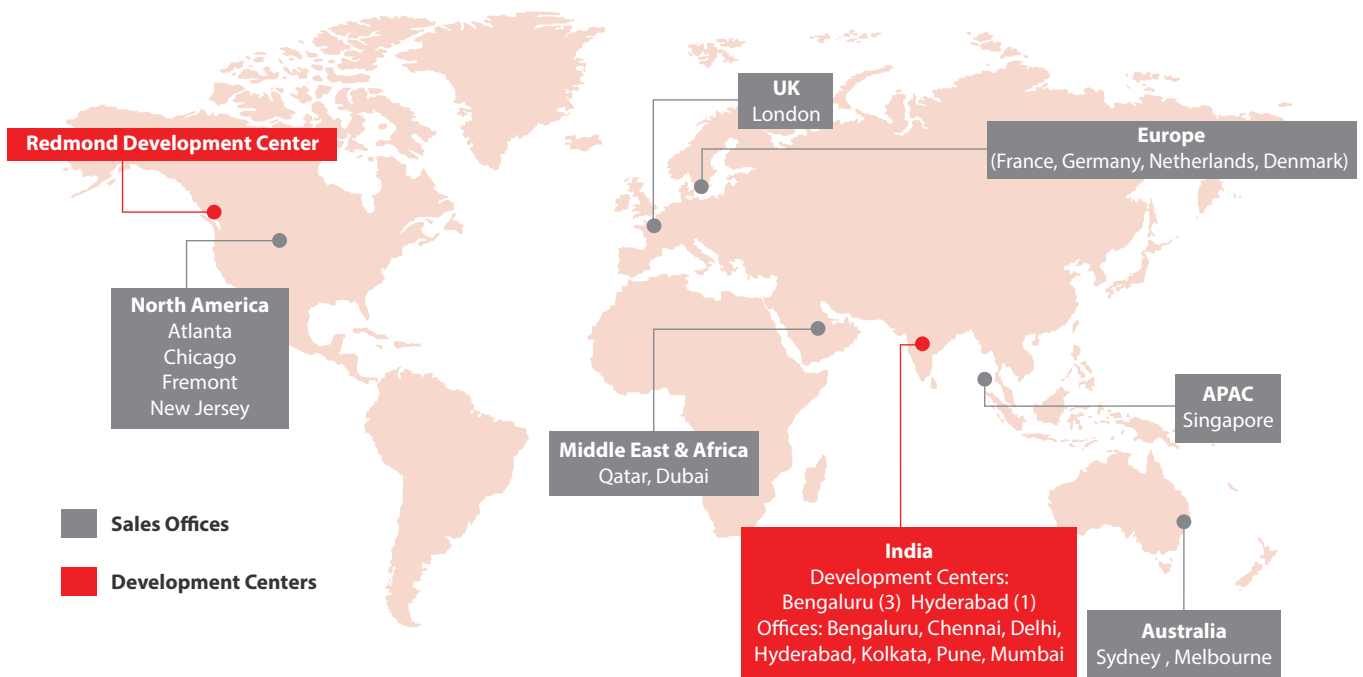 UK
London
Europe
(France, Germany, Netherlands, Denmark)
Redmond Development Center
North America
Atlanta
Chicago
Fremont
New Jersey
APAC
Singapore
Middle East & Africa
Qatar, Dubai
Sales Offices
Development Centers
India
Development Centers:
Bengaluru (3) Hyderabad (1)
Offices: Bengaluru, Chennai, Delhi,
Hyderabad, Kolkata, Pune, Mumbai
Australia
Sydney , Melbourne